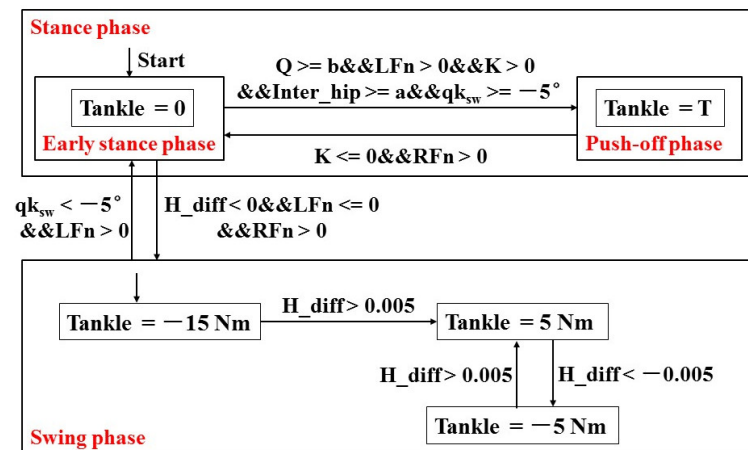 Stance phase
Start
Q >= b&&LFn > 0&&K > 0
&&Inter_hip >= a&&qk_sw >= −5°
Tankle = 0
Early stance phase
Tankle = T
Push-off phase
K <= 0&&RFn > 0
qk_sw < −5°
&&LFn > 0
H_diff < 0&&LFn <= 0
&&RFn > 0
Tankle = −15 Nm
H_diff > 0.005
Tankle = 5 Nm
H_diff > 0.005
H_diff < −0.005
Tankle = −5 Nm
Swing phase